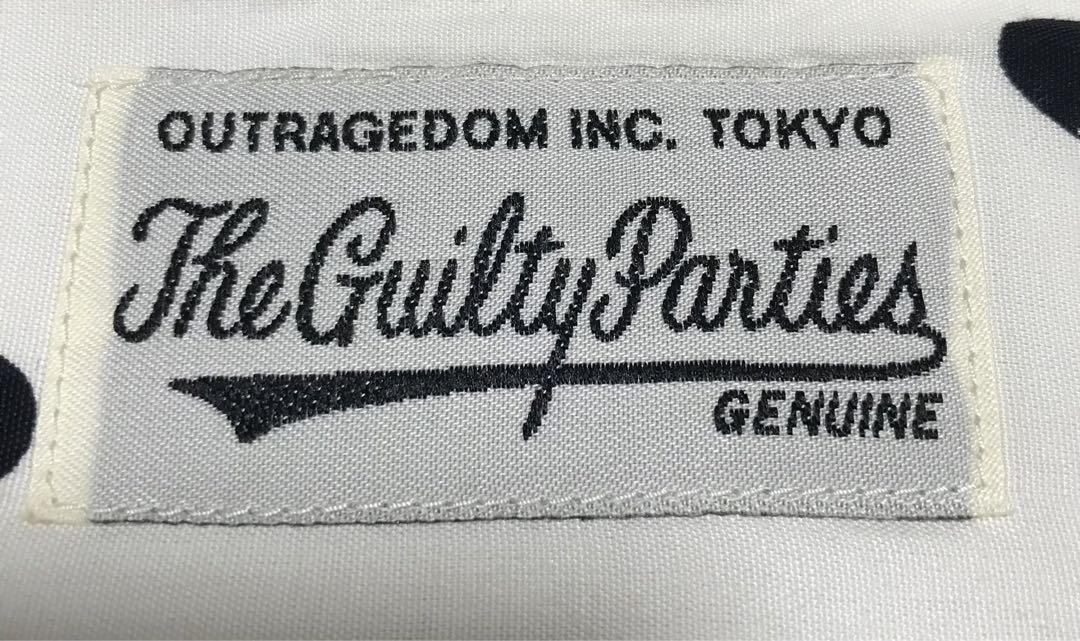 OUTRAGEDOM INC. TOKYO
The Guilty Parties
GENUINE